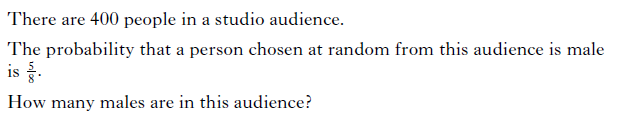 There are 400 people in a studio audience.
The probability that a person chosen at random from this audience is male
is 5/8.
How many males are in this audience?